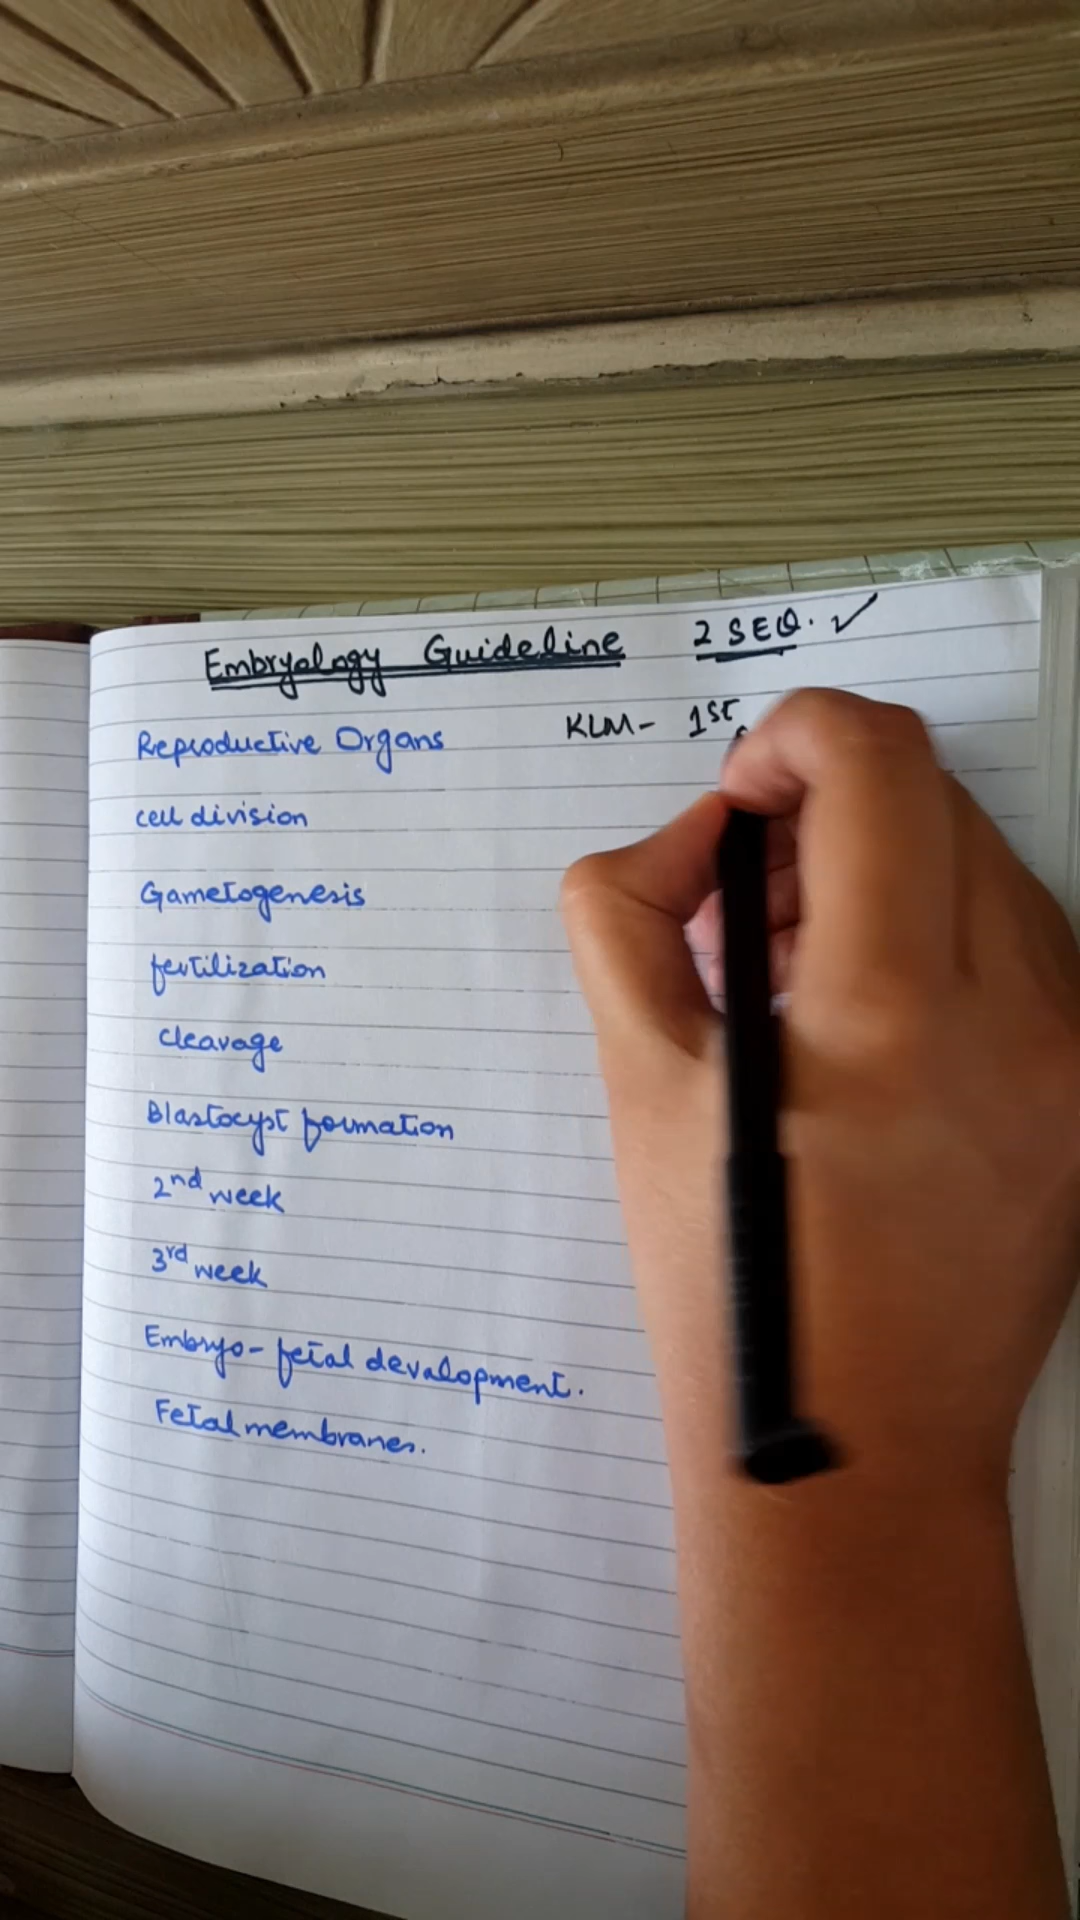 Embryology Guideline 2 SEQ. ✓
Reproductive Organs KLM- 1st
cell division
Gametogenesis
fertilization
cleavage
Blastocyst formation
2nd week
3rd week
Embryo- fetal devalopment.
Fetal membranes.